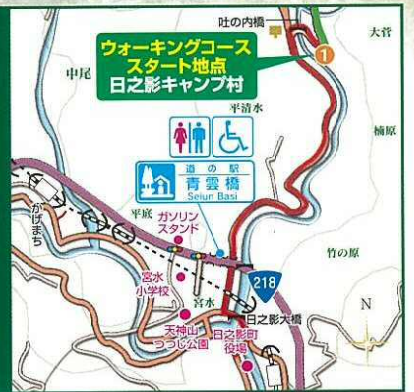 吐の内橋
大菅
ウォーキングコース
スタート地点
日之影キャンプ村
1
中尾
平清水
楠原
道の駅
青雲橋
Seiun Basi
平底
ガソリン
スタンド
かげまち
竹の原
宮水
小学校
宮水
218
日之影大橋
N
天神山
つつじ公園
日之影町
役場